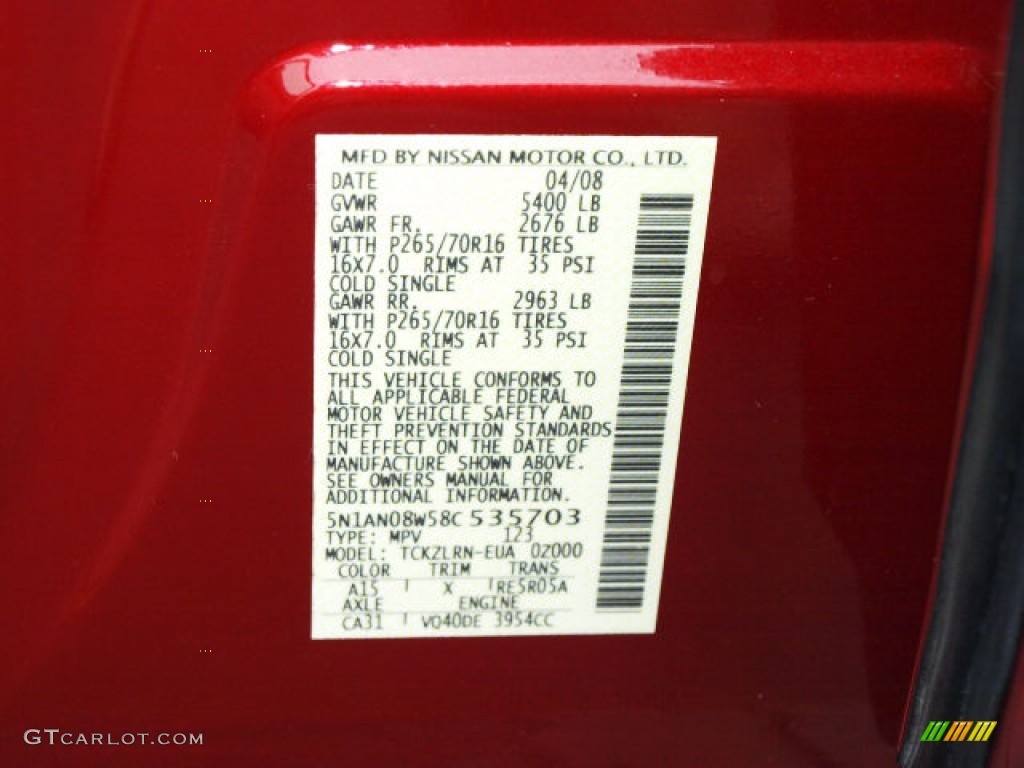 MFD BY NISSAN MOTOR CO., LTD.
DATE 04/08
GVWR 5400 LB
GAWR FR. 2676 LB
WITH P265/70R16 TIRES
16X7.0 RIMS AT 35 PSI
COLD SINGLE
GAWR RR. 2963 LB
WITH P265/70R16 TIRES
16X7.0 RIMS AT 35 PSI
COLD SINGLE
THIS VEHICLE CONFORMS TO
ALL APPLICABLE FEDERAL
MOTOR VEHICLE SAFETY AND
THEFT PREVENTION STANDARDS
IN EFFECT ON THE DATE OF
MANUFACTURE SHOWN ABOVE.
SEE OWNERS MANUAL FOR
ADDITIONAL INFORMATION.
5N1AN08W58C 535703
TYPE: MPV 123
MODEL: TCKZLRN-EUA 0Z000
COLOR TRIM TRANS
A15 X RE5R05A
AXLE ENGINE
CA31 VQ40DE 3954CC
GTCARLOT.COM